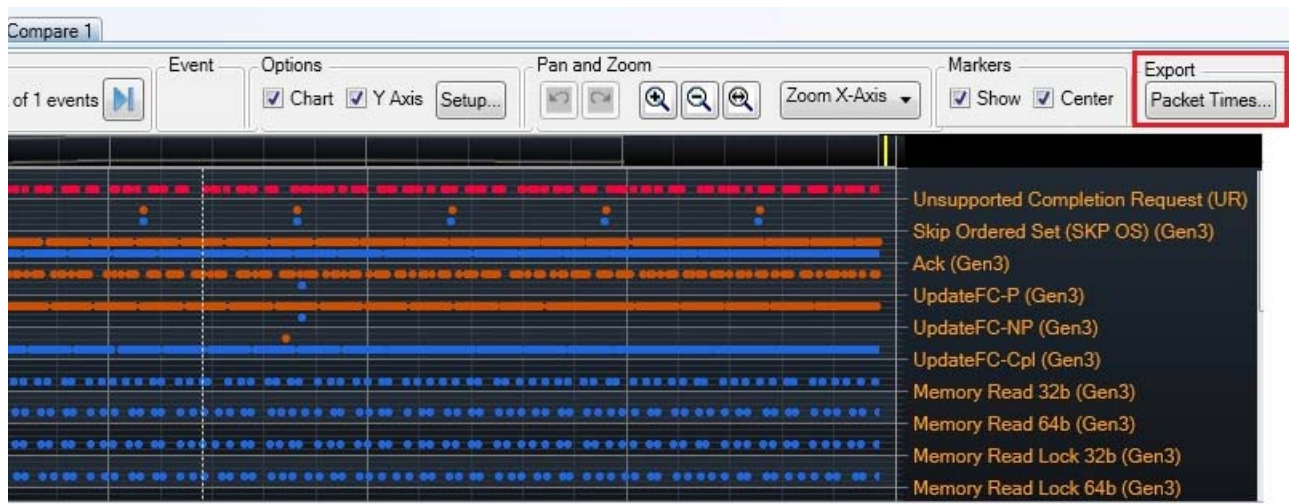 Compare 1
of 1 events
Event
Options
Chart
Y Axis
Setup...
Pan and Zoom
Zoom X-Axis
Markers
Show
Center
Export
Packet Times...
Unsupported Completion Request (UR)
Skip Ordered Set (SKP OS) (Gen3)
Ack (Gen3)
UpdateFC-P (Gen3)
UpdateFC-NP (Gen3)
UpdateFC-Cpl (Gen3)
Memory Read 32b (Gen3)
Memory Read 64b (Gen3)
Memory Read Lock 32b (Gen3)
Memory Read Lock 64b (Gen3)